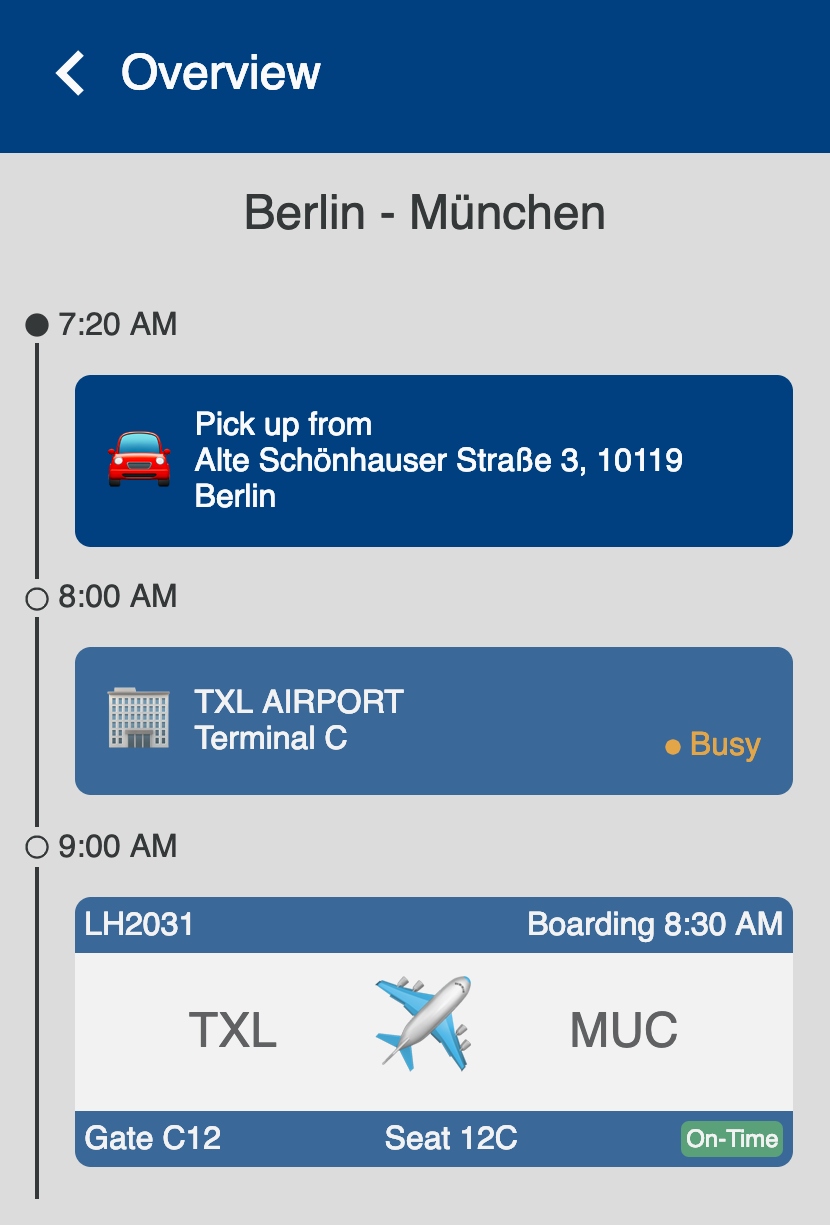 Overview
Berlin - München
7:20 AM
Pick up from
Alte Schönhauser Straße 3, 10119
Berlin
8:00 AM
TXL AIRPORT
Terminal C
Busy
9:00 AM
LH2031 Boarding 8:30 AM
TXL MUC
Gate C12 Seat 12C On-Time